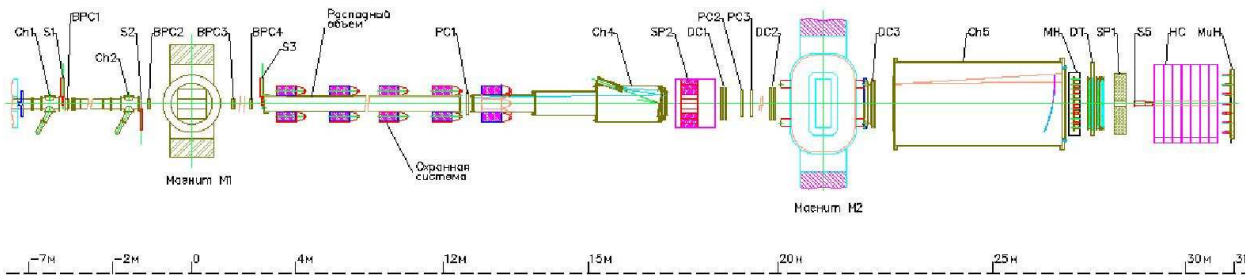 Ch1
S1
BPC1
Ch2
S2
BPC2
BPC3
BPC4
S3
Распадный
объем
PC1
Ch4
SP2
DC1
PC2
PC3
DC2
DC3
Ch5
MH
DT
SP1
S5
HC
MuH
Охранная
система
Магнит М1
Магнит М2
-7м
-2м
0
4м
12м
15м
20м
25м
30м